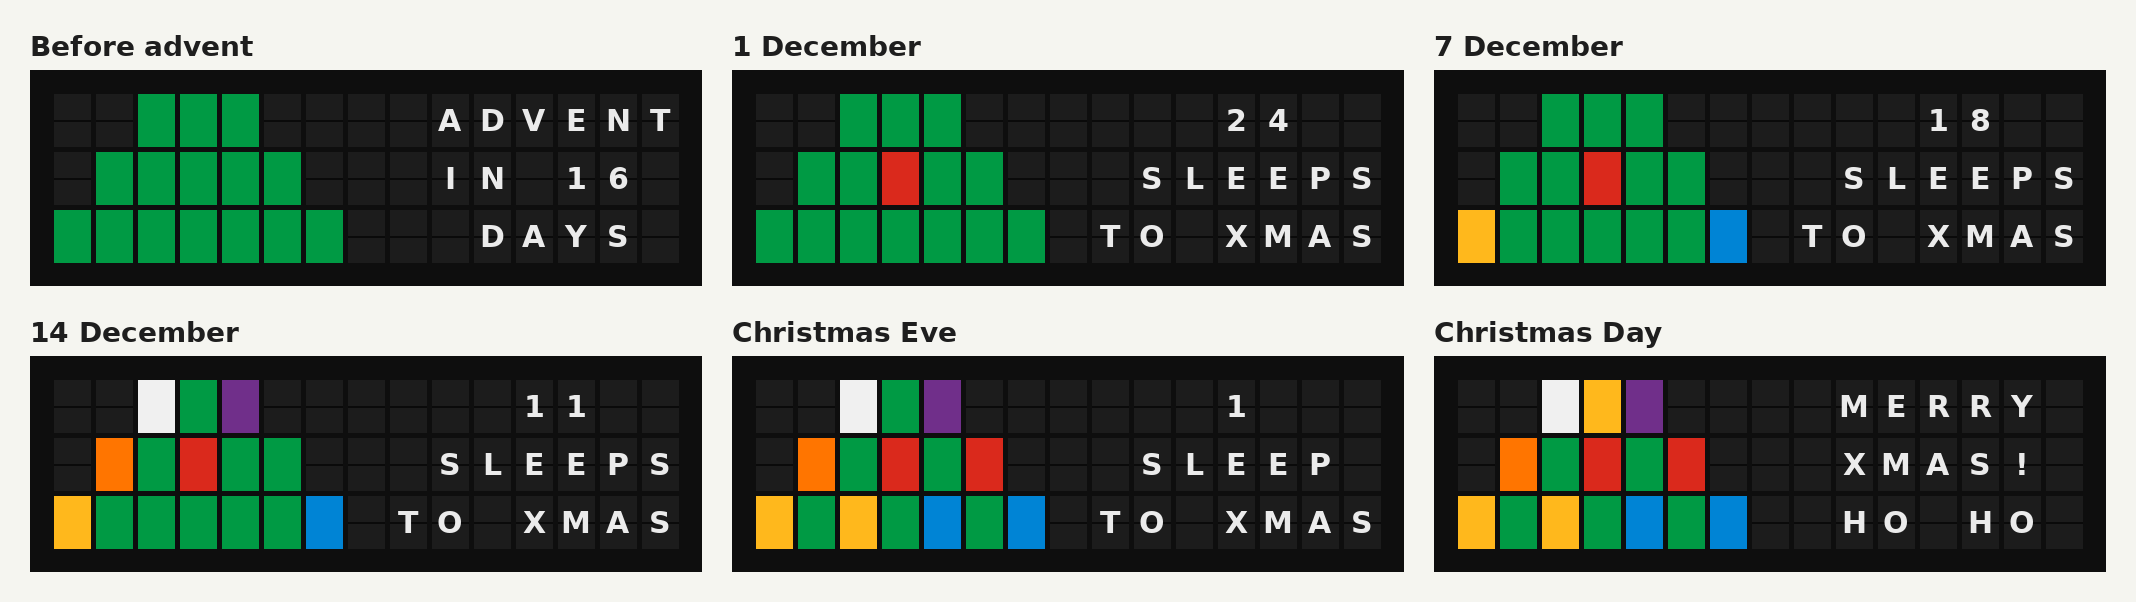 Before advent
ADVENT
IN 16
DAYS
1 December
24
SLEEPS
TO XMAS
7 December
18
SLEEPS
TO XMAS
14 December
11
SLEEPS
TO XMAS
Christmas Eve
1
SLEEP
TO XMAS
Christmas Day
MERRY
XMAS!
HO HO